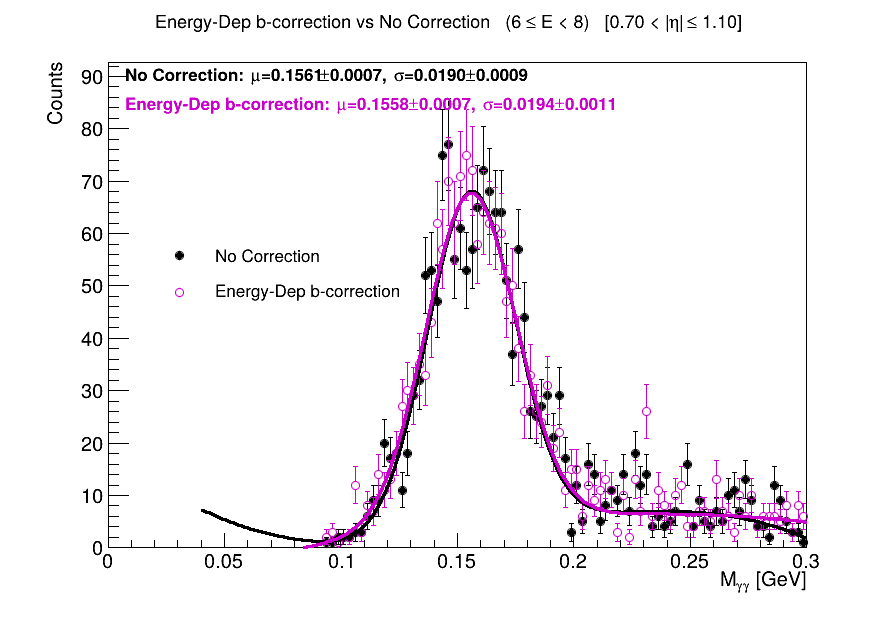 Energy-Dep b-correction vs No Correction (6 ≤ E < 8) [0.70 < |η| ≤ 1.10]
Counts
No Correction: μ=0.1561±0.0007, σ=0.0190±0.0009
Energy-Dep b-correction: μ=0.1558±0.0007, σ=0.0194±0.0011
No Correction
Energy-Dep b-correction
90
80
70
60
50
40
30
20
10
0
0 0.05 0.1 0.15 0.2 0.25 0.3
Mγγ [GeV]